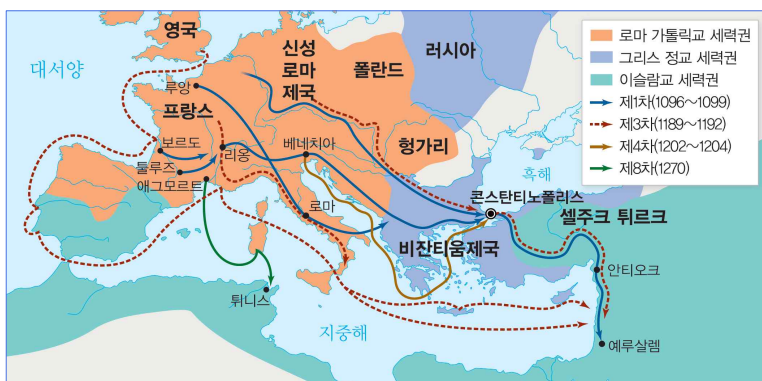 영국
대서양
루앙
프랑스
보르도
툴루즈
애그모르트
리옹
신성
로마
제국
폴란드
러시아
헝가리
베네치아
로마
튀니스
지중해
흑해
콘스탄티노폴리스
비잔티움제국
셀주크 튀르크
안티오크
예루살렘
로마 가톨릭교 세력권
그리스 정교 세력권
이슬람교 세력권
제1차(1096~1099)
제3차(1189~1192)
제4차(1202~1204)
제8차(1270)